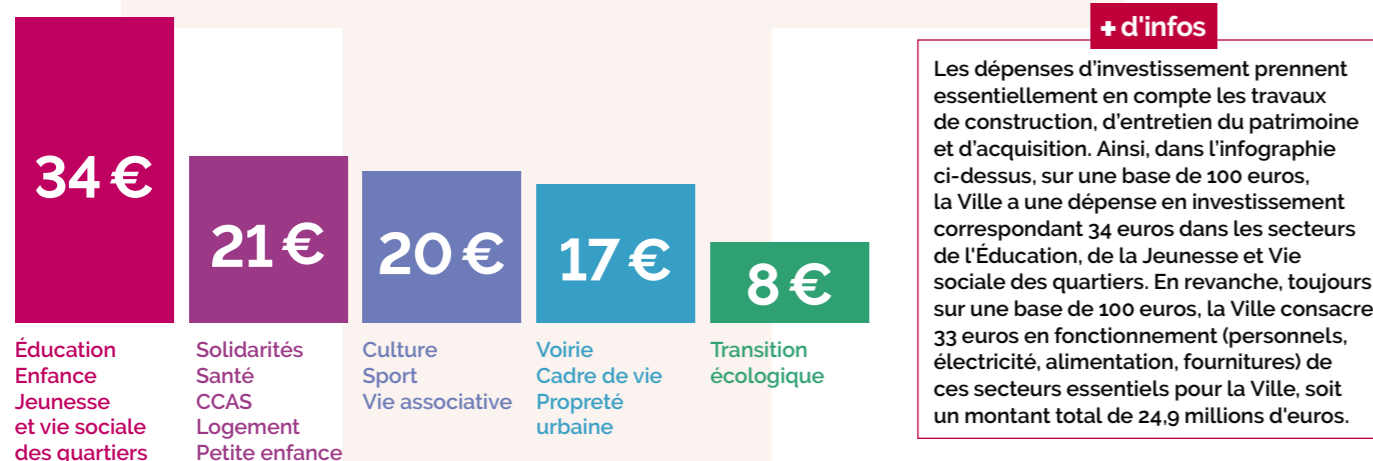 34 €
21 €
20 €
17 €
8 €
Éducation
Enfance
Jeunesse
et vie sociale
des quartiers
Solidarités
Santé
CCAS
Logement
Petite enfance
Culture
Sport
Vie associative
Voirie
Cadre de vie
Propreté
urbaine
Transition
écologique
+ d'infos
Les dépenses d'investissement prennent
essentiellement en compte les travaux
de construction, d'entretien du patrimoine
et d'acquisition. Ainsi, dans l'infographie
ci-dessus, sur une base de 100 euros,
la Ville a une dépense en investissement
correspondant 34 euros dans les secteurs
de l'Éducation, de la Jeunesse et Vie
sociale des quartiers. En revanche, toujours
sur une base de 100 euros, la Ville consacre
33 euros en fonctionnement (personnels,
électricité, alimentation, fournitures) de
ces secteurs essentiels pour la Ville, soit
un montant total de 24,9 millions d'euros.